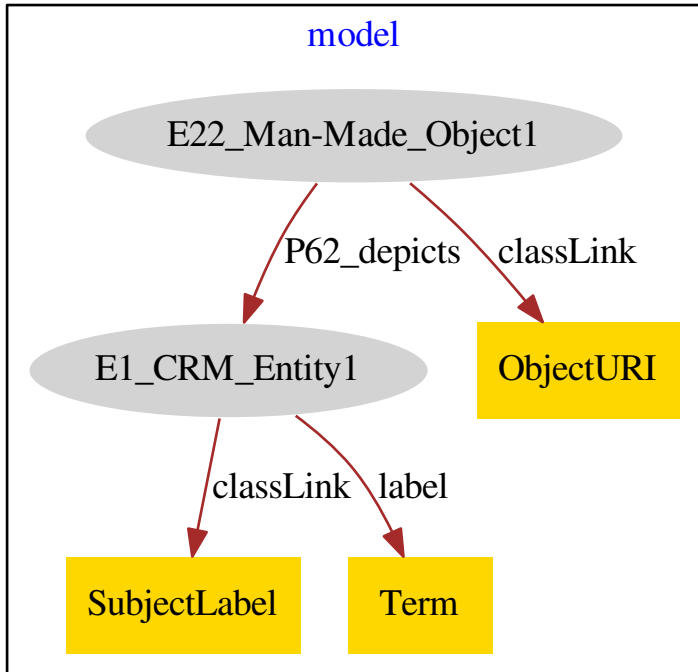 model
E22_Man-Made_Object1
P62_depicts
classLink
E1_CRM_Entity1
ObjectURI
classLink
label
SubjectLabel
Term